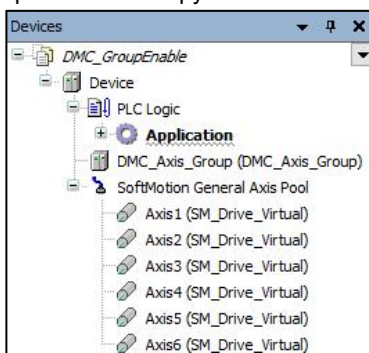 Devices
DMC_GroupEnable
Device
PLC Logic
Application
DMC_Axis_Group (DMC_Axis_Group)
SoftMotion General Axis Pool
Axis1 (SM_Drive_Virtual)
Axis2 (SM_Drive_Virtual)
Axis3 (SM_Drive_Virtual)
Axis4 (SM_Drive_Virtual)
Axis5 (SM_Drive_Virtual)
Axis6 (SM_Drive_Virtual)